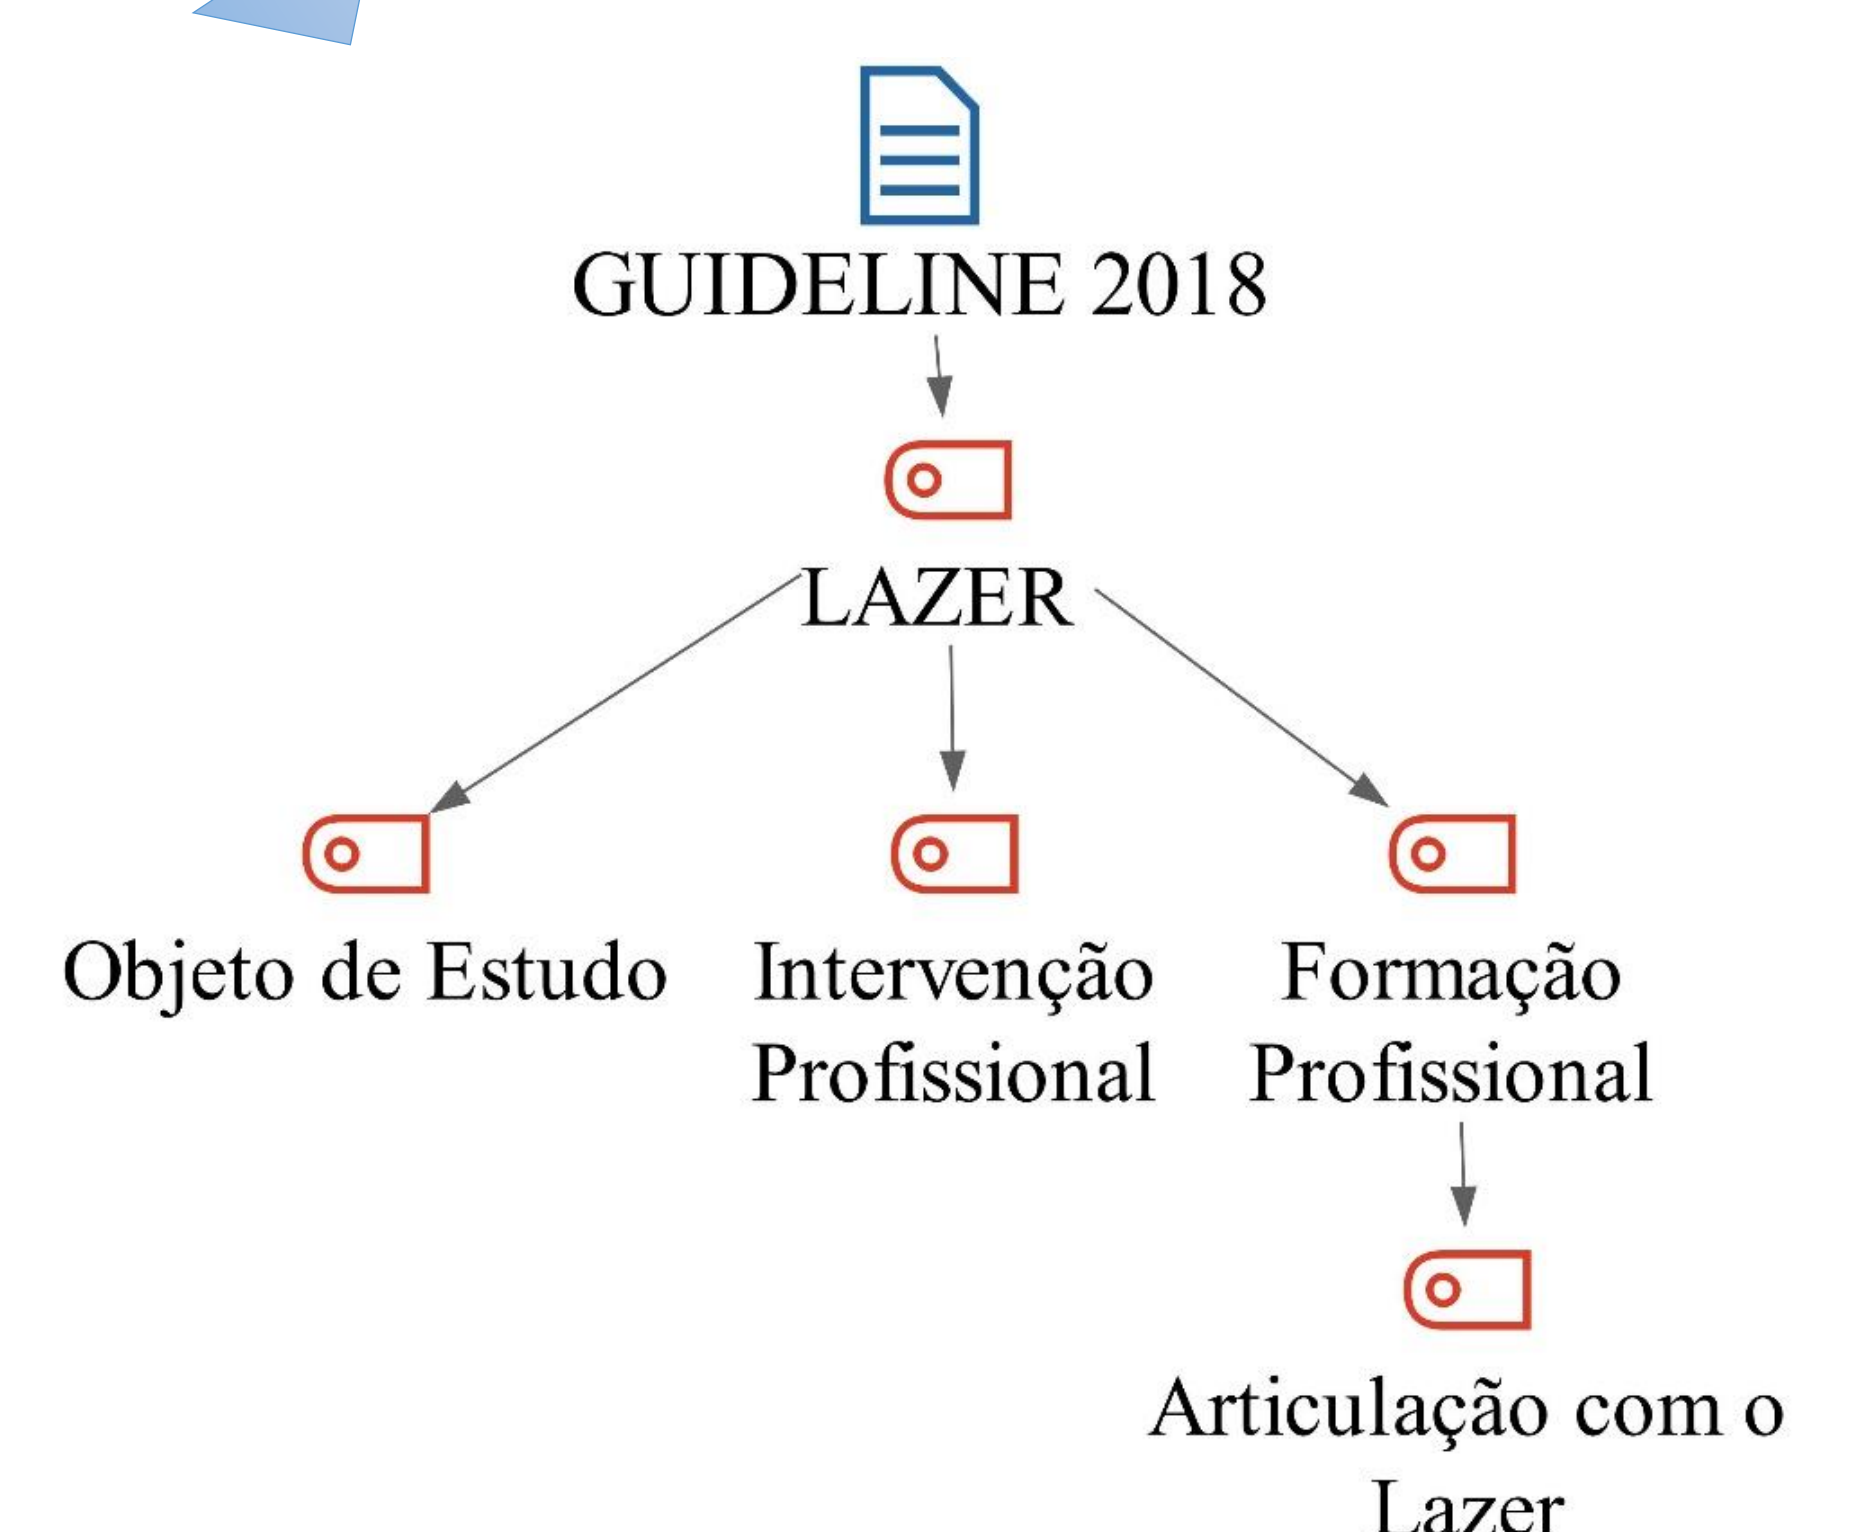 GUIDELINE 2018
LAZER
Objeto de Estudo
Intervenção
Profissional
Formação
Profissional
Articulação com o
Lazer